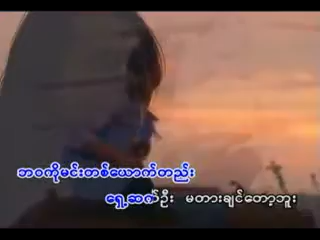 ဘဝကိုမင်းတစ်ယောက်တည်း
ရှေ့ဆက်ဦး မတားချင်တော့ဘူး